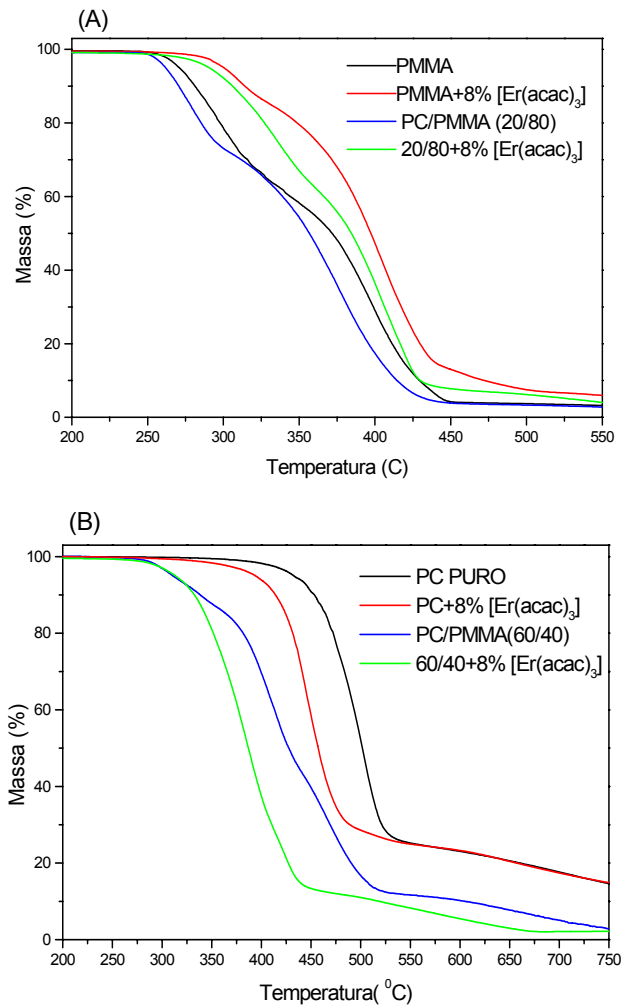 (A)
PMMA
PMMA+8% [Er(acac)₃]
PC/PMMA (20/80)
20/80+8% [Er(acac)₃]
100
80
60
40
20
0
Massa (%)
200 250 300 350 400 450 500 550
Temperatura (C)
(B)
PC PURO
PC+8% [Er(acac)₃]
PC/PMMA(60/40)
60/40+8% [Er(acac)₃]
100
80
60
40
20
0
Massa (%)
200 250 300 350 400 450 500 550 600 650 700 750
Temperatura( ⁰C)